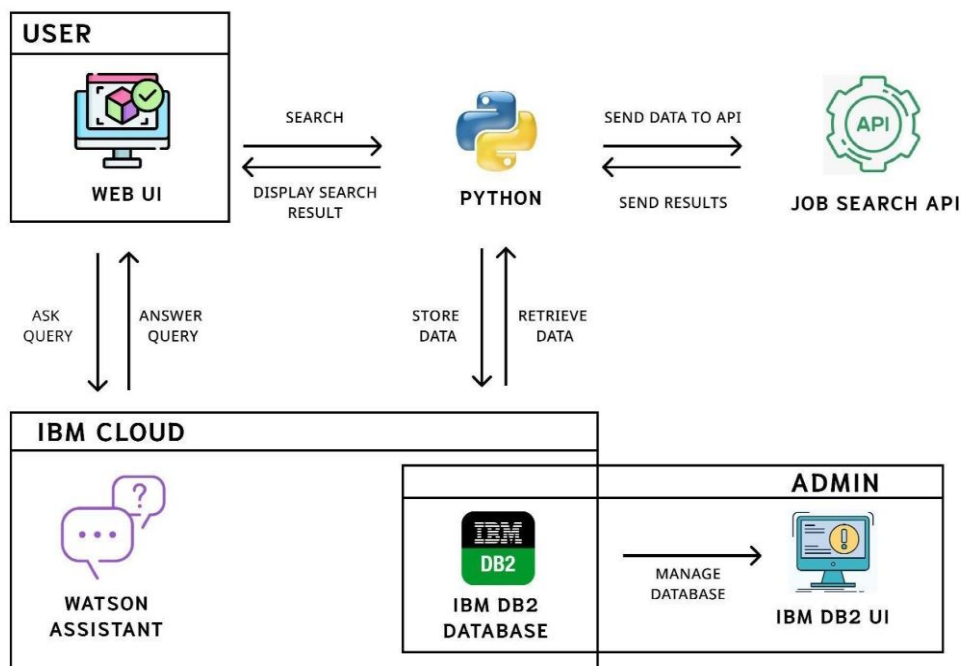 USER
WEB UI
SEARCH
DISPLAY SEARCH
RESULT
PYTHON
SEND DATA TO API
SEND RESULTS
API
JOB SEARCH API
ASK
QUERY
ANSWER
QUERY
STORE
DATA
RETRIEVE
DATA
IBM CLOUD
?
WATSON
ASSISTANT
IBM
DB2
IBM DB2
DATABASE
MANAGE
DATABASE
ADMIN
!
IBM DB2 UI